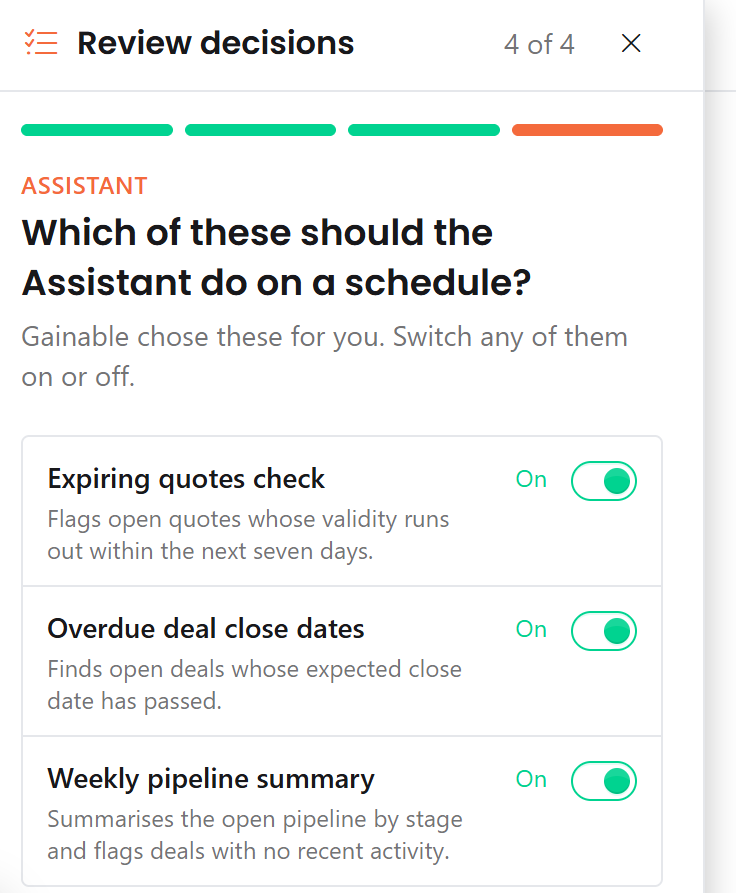 Review decisions
4 of 4
ASSISTANT
Which of these should the
Assistant do on a schedule?
Gainable chose these for you. Switch any of them
on or off.
Expiring quotes check
On
Flags open quotes whose validity runs
out within the next seven days.
Overdue deal close dates
On
Finds open deals whose expected close
date has passed.
Weekly pipeline summary
On
Summarises the open pipeline by stage
and flags deals with no recent activity.